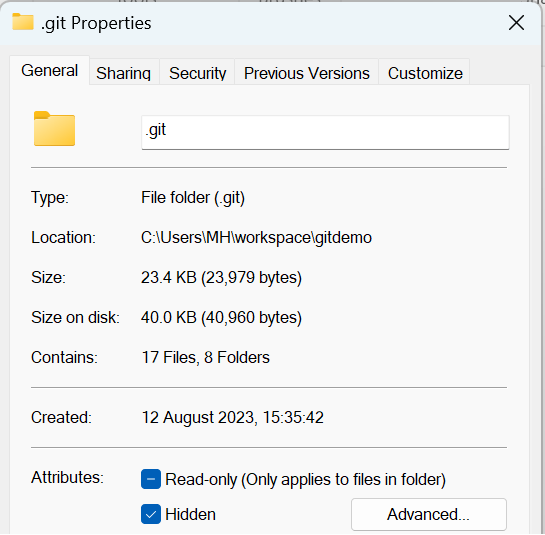 .git Properties
General Sharing Security Previous Versions Customize
.git
Type: File folder (.git)
Location: C:\Users\MH\workspace\gitdemo
Size: 23.4 KB (23,979 bytes)
Size on disk: 40.0 KB (40,960 bytes)
Contains: 17 Files, 8 Folders
Created: 12 August 2023, 15:35:42
Attributes: Read-only (Only applies to files in folder)
Hidden Advanced...